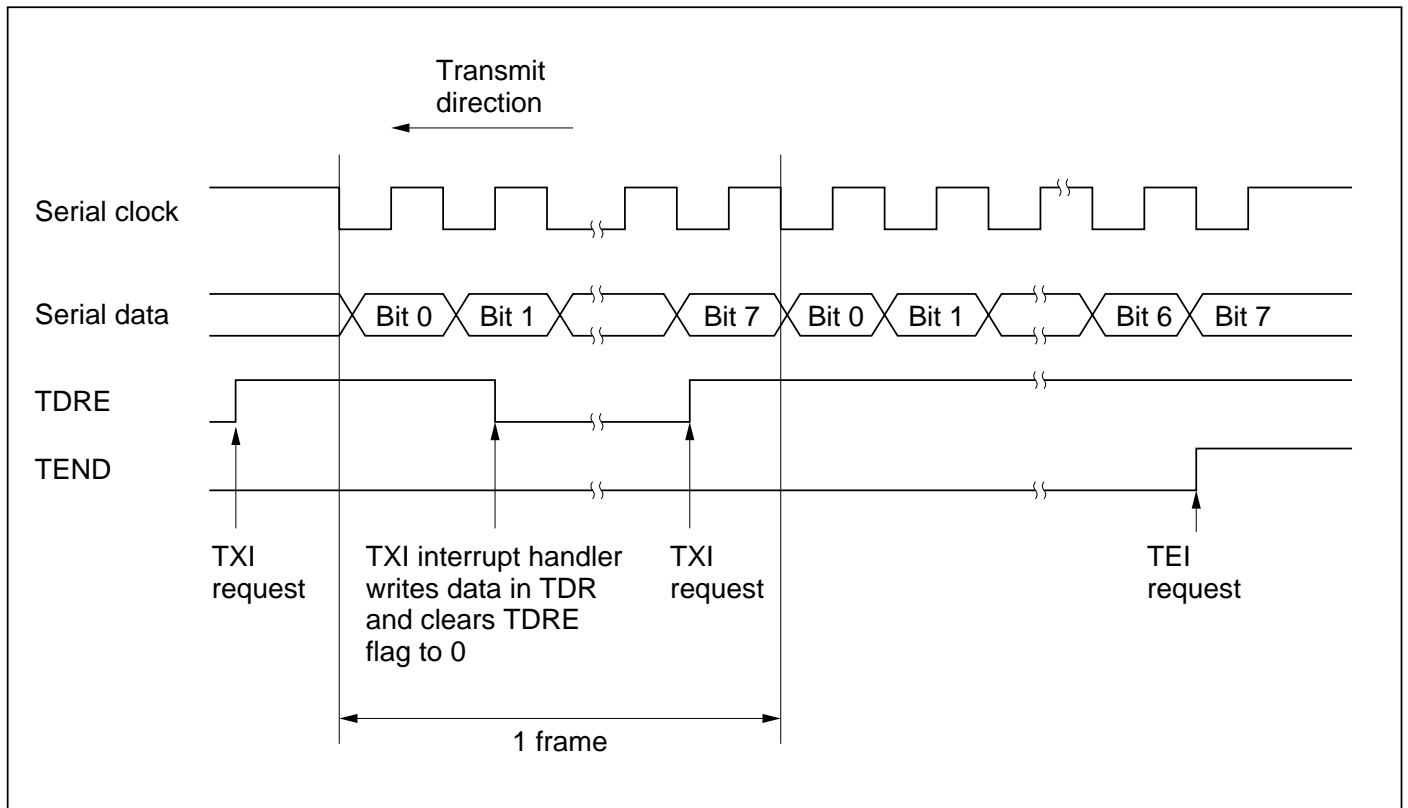 Transmit
direction
Serial clock
Serial data
Bit 0 Bit 1 Bit 7 Bit 0 Bit 1 Bit 6 Bit 7
TDRE
TEND
TXI
request
TXI interrupt handler
writes data in TDR
and clears TDRE
flag to 0
TXI
request
TEI
request
1 frame